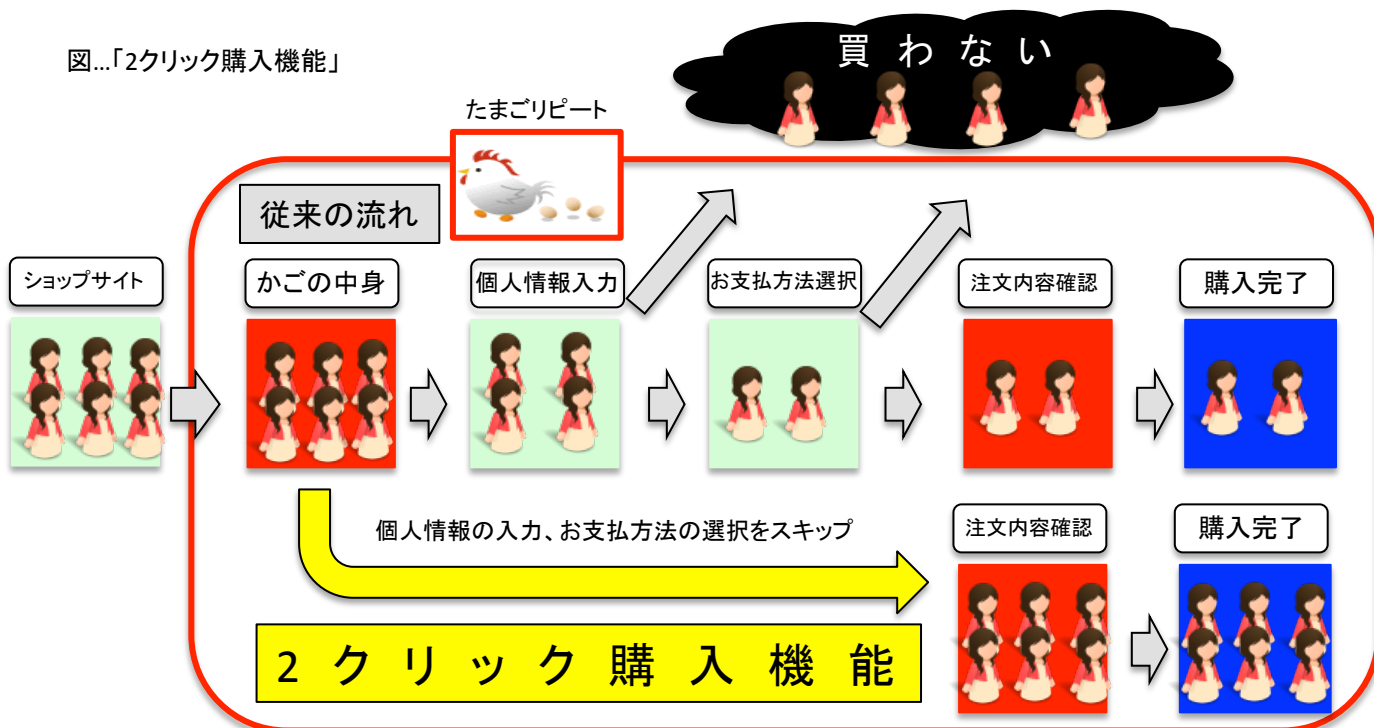 図...「2クリック購入機能」
買わない
たまごリピート
従来の流れ
ショップサイト
かごの中身
個人情報入力
お支払方法選択
注文内容確認
購入完了
個人情報の入力、お支払方法の選択をスキップ
注文内容確認
購入完了
2クリック購入機能